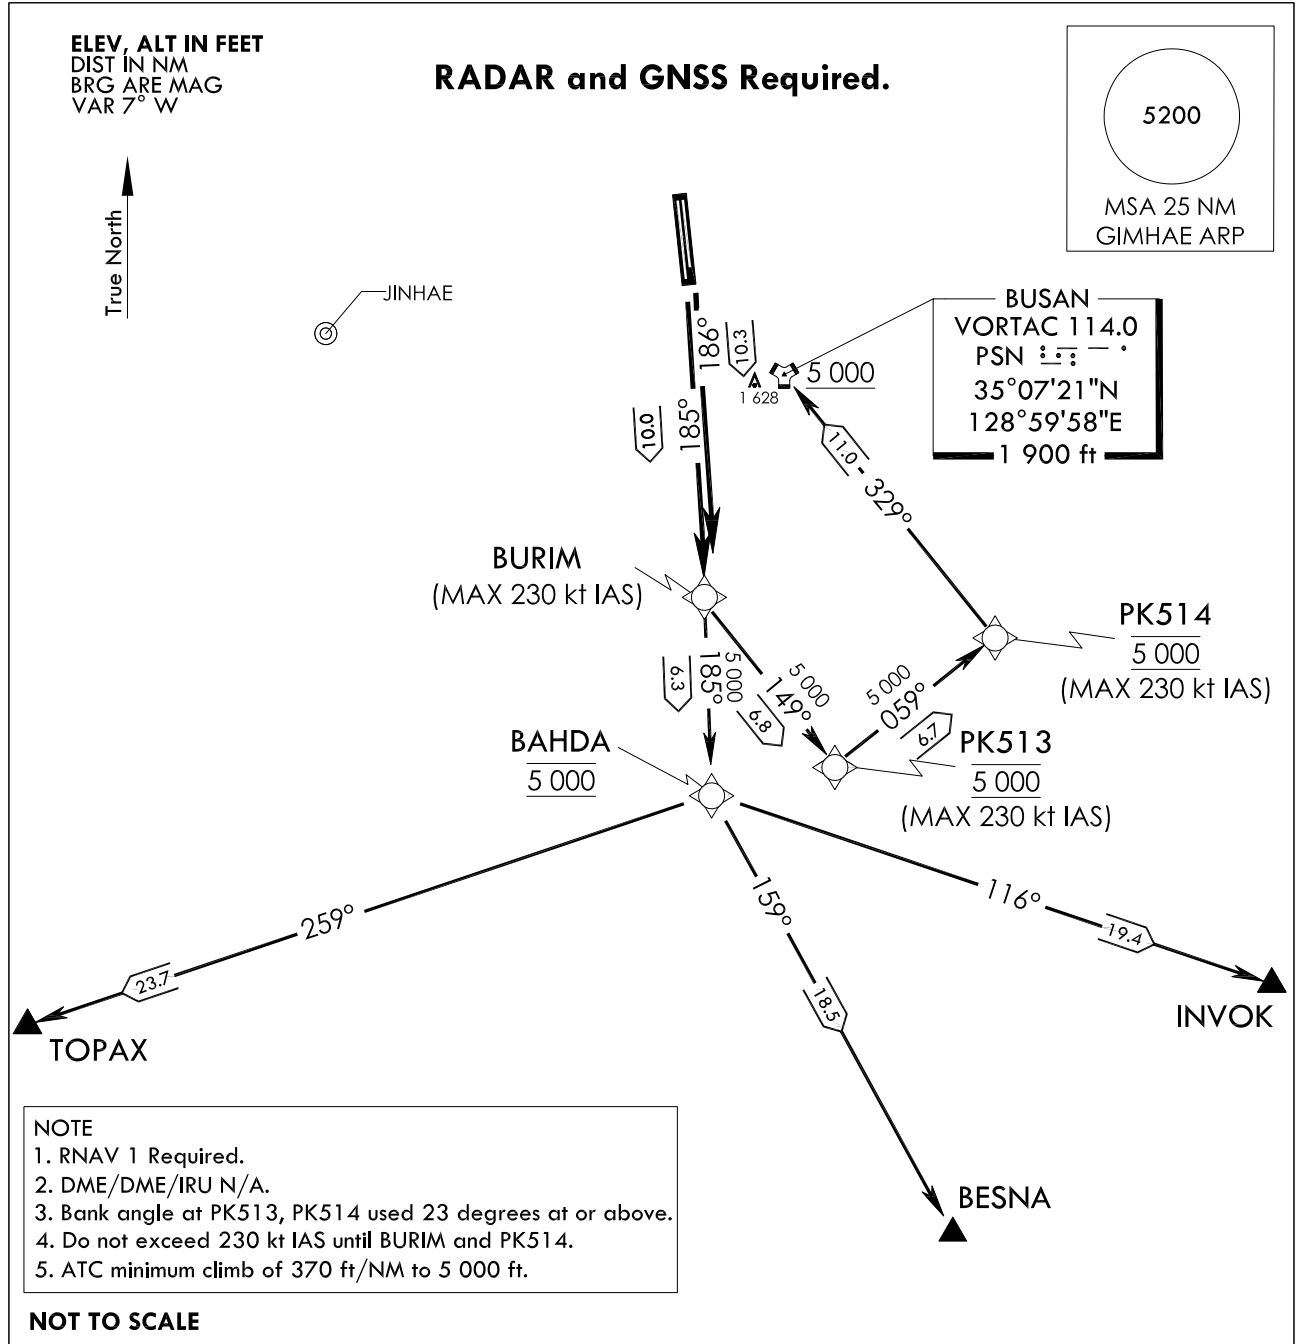 ELEV, ALT IN FEET
DIST IN NM
BRG ARE MAG
VAR 7° W
RADAR and GNSS Required.
5200
MSA 25 NM
GIMHAE ARP
True North
JINHAE
BUSAN
VORTAC 114.0
PSN
35°07'21"N
128°59'58"E
1 900 ft
186°
10.3
185°
10.0
1 628
5 000
11.0
329°
BURIM
(MAX 230 kt IAS)
PK514
5 000
(MAX 230 kt IAS)
6.3
185°
5 000
6.8
149°
5 000
5 000
059°
6.7
BAHDA
5 000
PK513
5 000
(MAX 230 kt IAS)
259°
23.7
159°
18.5
116°
19.4
TOPAX
INVOK
BESNA
NOTE
1. RNAV 1 Required.
2. DME/DME/IRU N/A.
3. Bank angle at PK513, PK514 used 23 degrees at or above.
4. Do not exceed 230 kt IAS until BURIM and PK514.
5. ATC minimum climb of 370 ft/NM to 5 000 ft.
NOT TO SCALE